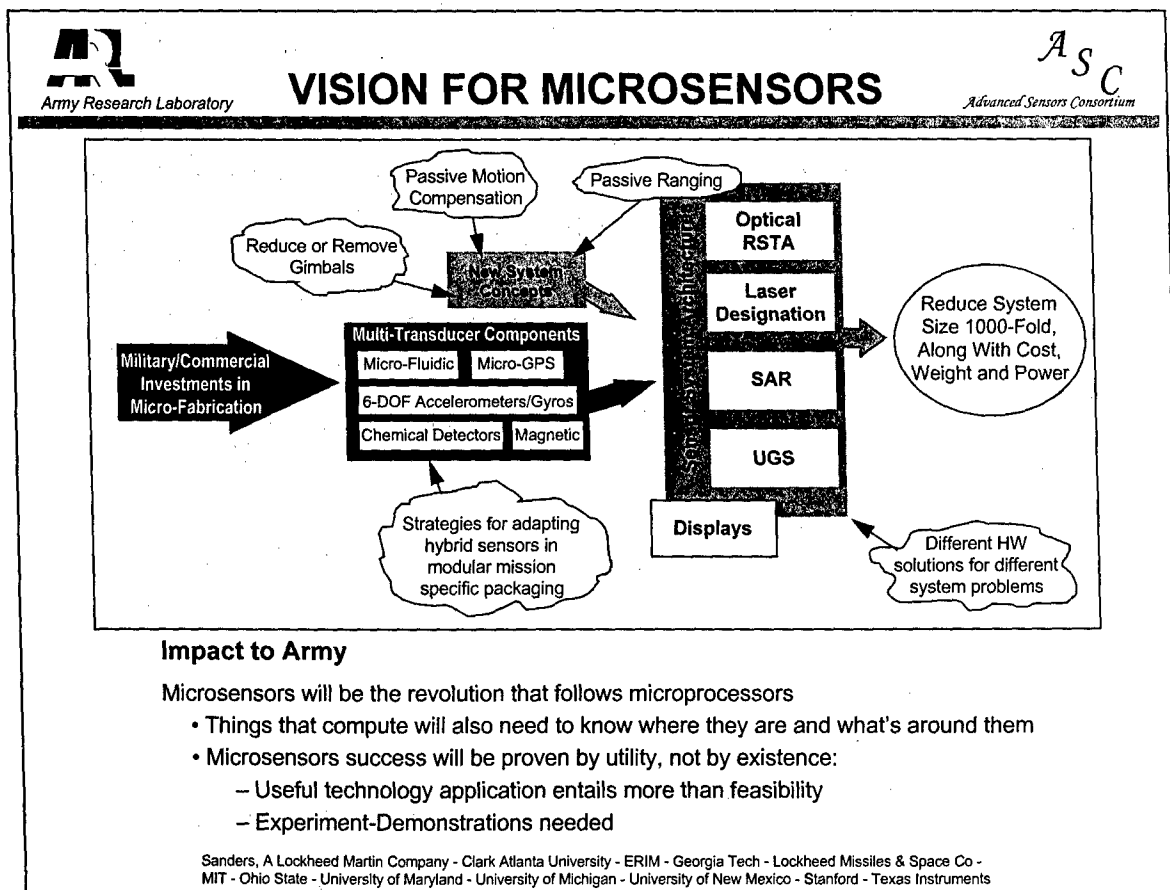 ARL
Army Research Laboratory
VISION FOR MICROSENSORS
ASC
Advanced Sensors Consortium
Passive Motion
Compensation
Passive Ranging
Reduce or Remove
Gimbals
New System
Concepts
Military/Commercial
Investments in
Micro-Fabrication
Multi-Transducer Components
Micro-Fluidic
Micro-GPS
6-DOF Accelerometers/Gyros
Chemical Detectors
Magnetic
Strategies for adapting
hybrid sensors in
modular mission
specific packaging
System Architectures
Optical
RSTA
Laser
Designation
SAR
UGS
Displays
Reduce System
Size 1000-Fold,
Along With Cost,
Weight and Power
Different HW
solutions for different
system problems
Impact to Army
Microsensors will be the revolution that follows microprocessors
• Things that compute will also need to know where they are and what's around them
• Microsensors success will be proven by utility, not by existence:
– Useful technology application entails more than feasibility
– Experiment-Demonstrations needed
Sanders, A Lockheed Martin Company - Clark Atlanta University - ERIM - Georgia Tech - Lockheed Missiles & Space Co -
MIT - Ohio State - University of Maryland - University of Michigan - University of New Mexico - Stanford - Texas Instruments